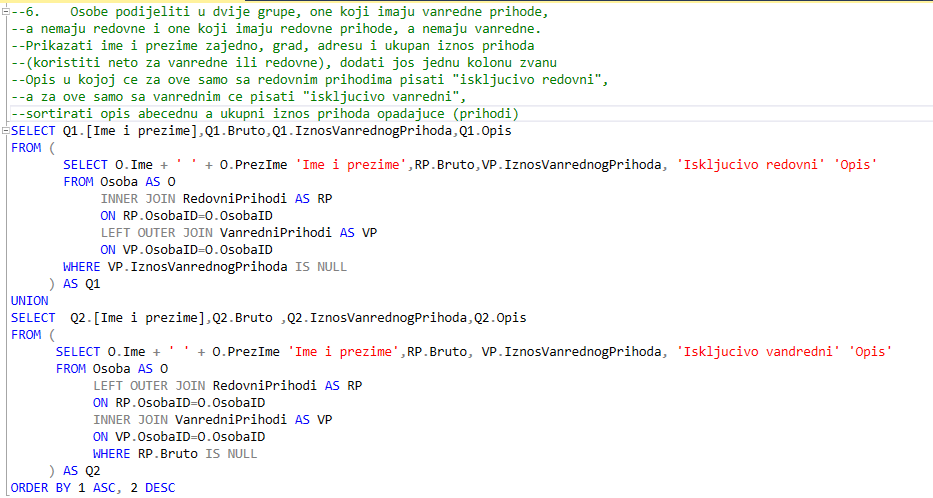 --6.    Osobe podijeliti u dvije grupe, one koji imaju vanredne prihode,
--a nemaju redovne i one koji imaju redovne prihode, a nemaju vanredne.
--Prikazati ime i prezime zajedno, grad, adresu i ukupan iznos prihoda
--(koristiti neto za vanredne ili redovne), dodati jos jednu kolonu zvanu
--Opis u kojoj ce za ove samo sa redovnim prihodima pisati "iskljucivo redovni",
--a za ove samo sa vanrednim ce pisati "iskljucivo vanredni",
--sortirati opis abecednu a ukupni iznos prihoda opadajuce (prihodi)
SELECT Q1.[Ime i prezime],Q1.Bruto,Q1.IznosVanrednogPrihoda,Q1.Opis
FROM (
SELECT O.Ime + ' ' + O.PrezIme 'Ime i prezime',RP.Bruto,VP.IznosVanrednogPrihoda, 'Iskljucivo redovni' 'Opis'
FROM Osoba AS O
INNER JOIN RedovniPrihodi AS RP
ON RP.OsobaID=O.OsobaID
LEFT OUTER JOIN VanredniPrihodi AS VP
ON VP.OsobaID=O.OsobaID
WHERE VP.IznosVanrednogPrihoda IS NULL
) AS Q1
UNION
SELECT  Q2.[Ime i prezime],Q2.Bruto ,Q2.IznosVanrednogPrihoda,Q2.Opis
FROM (
SELECT O.Ime + ' ' + O.PrezIme 'Ime i prezime',RP.Bruto, VP.IznosVanrednogPrihoda, 'Iskljucivo vandredni' 'Opis'
FROM Osoba AS O
LEFT OUTER JOIN RedovniPrihodi AS RP
ON RP.OsobaID=O.OsobaID
INNER JOIN VanredniPrihodi AS VP
ON VP.OsobaID=O.OsobaID
WHERE RP.Bruto IS NULL
) AS Q2
ORDER BY 1 ASC, 2 DESC